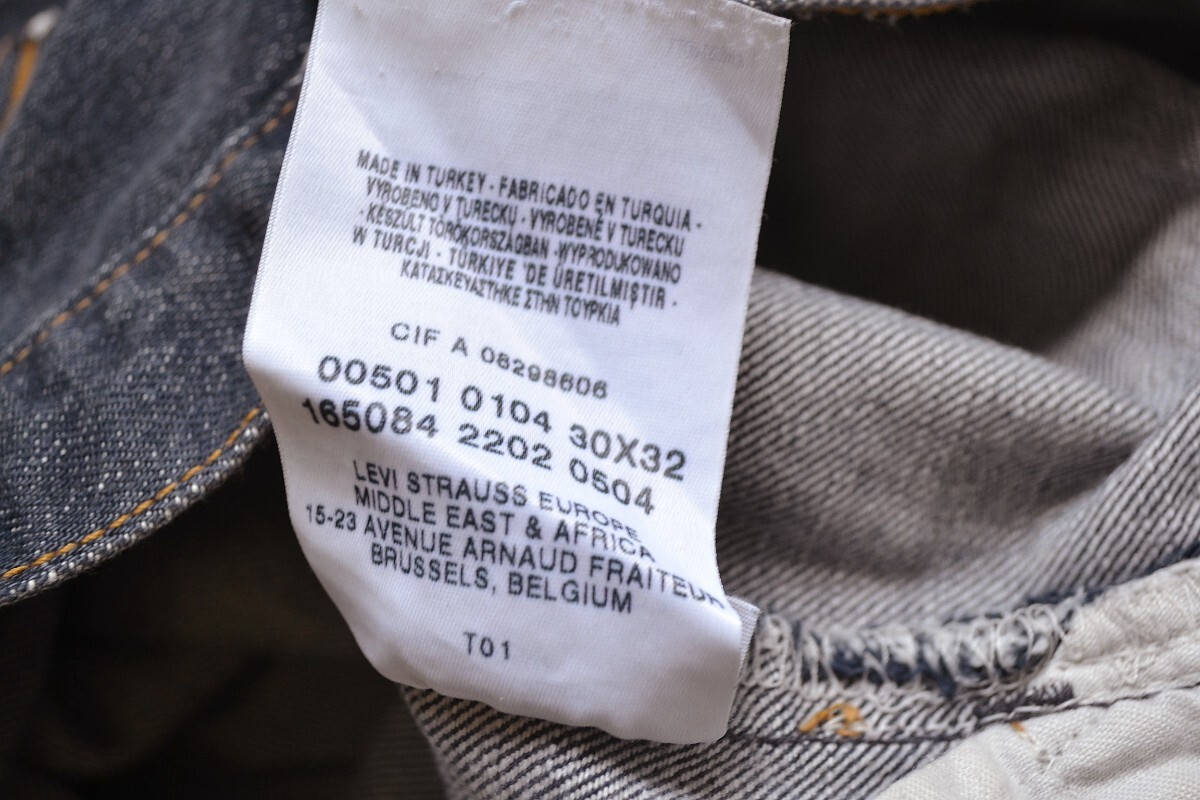 MADE IN TURKEY - FABRICADO EN TURQUIA -
VYROBENO V TURECKU - VYROBENÉ V TURECKU
- KÉSZÜLT TÖRÖKORSZÁGBAN - WYPRODUKOWANO
W TURCJI - TÜRKIYE 'DE ÜRETILMIŞTIR -
ΚΑΤΑΣΚΕΥΑΣΤΗΚΕ ΣΤΗΝ ΤΟΥΡΚΙΑ
CIF A 08298606
00501 0104 30X32
165084 2202 0504
LEVI STRAUSS EUROPE
MIDDLE EAST & AFRICA
15-23 AVENUE ARNAUD FRAITEUR
BRUSSELS, BELGIUM
T01